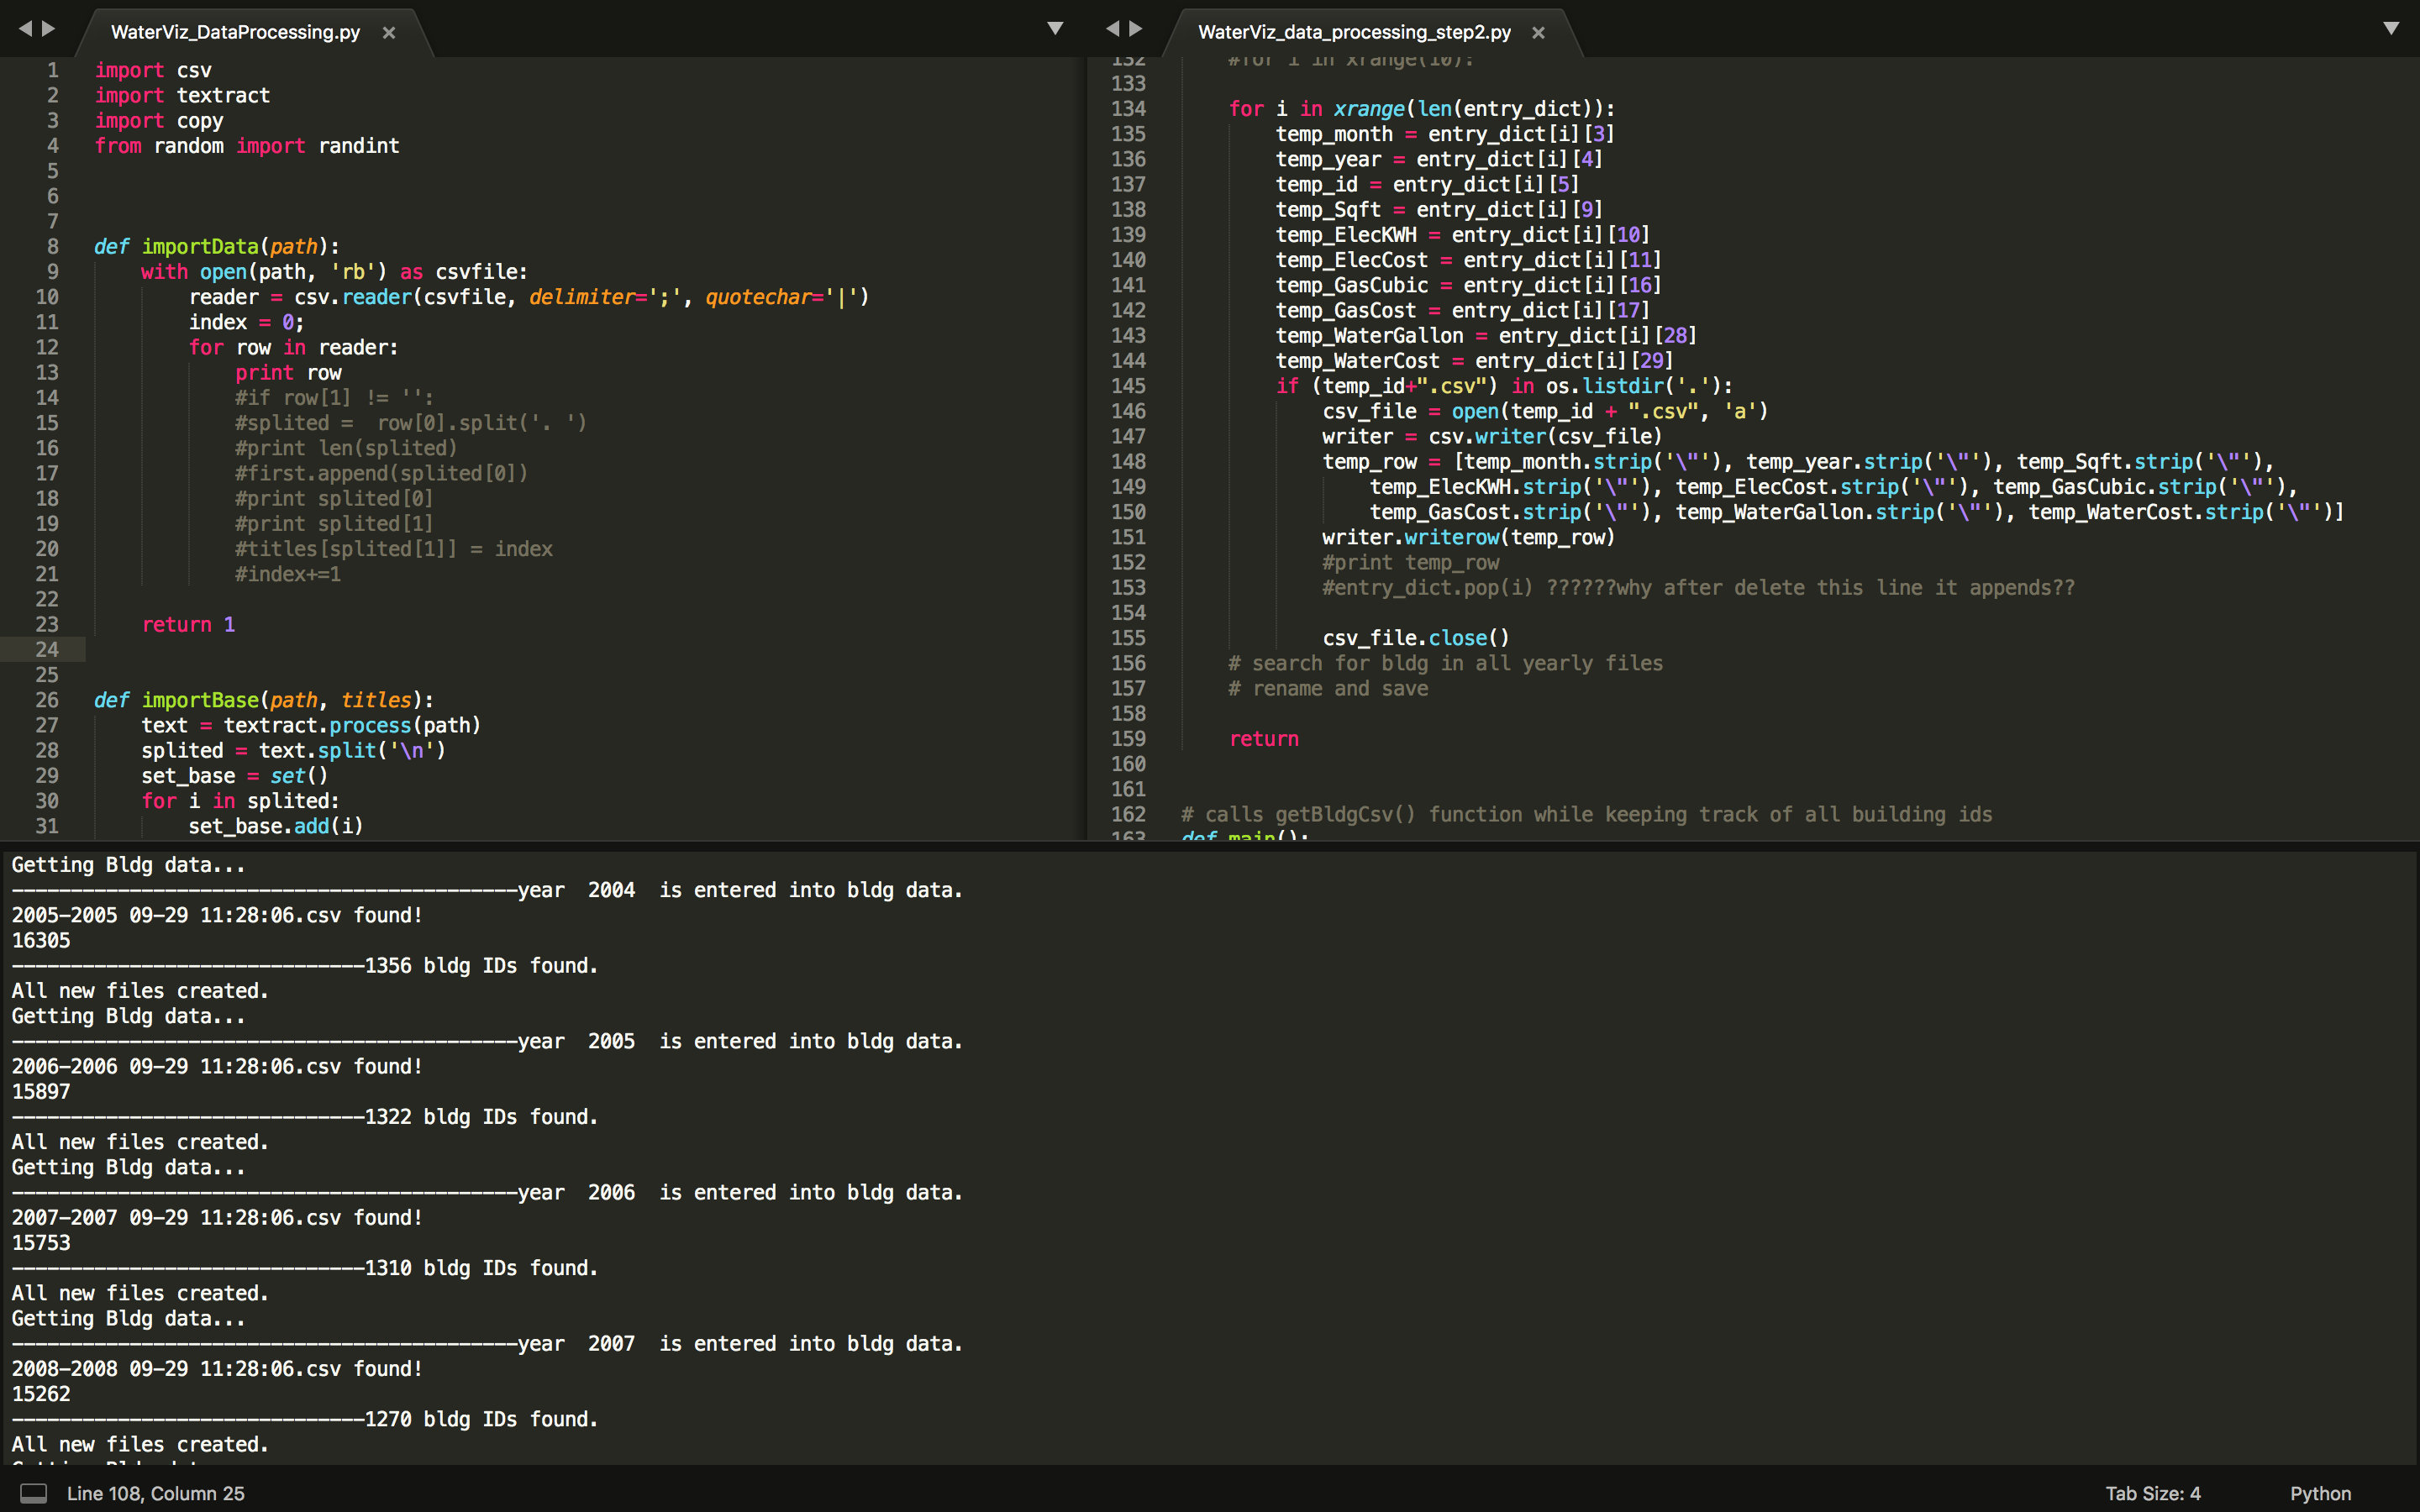 WaterViz_DataProcessing.py ×
1 import csv
2 import textract
3 import copy
4 from random import randint
5
6
7
8 def importData(path):
9     with open(path, 'rb') as csvfile:
10         reader = csv.reader(csvfile, delimiter=';', quotechar='|')
11         index = 0;
12         for row in reader:
13             print row
14             #if row[1] != '':
15             #splited =  row[0].split('. ')
16             #print len(splited)
17             #first.append(splited[0])
18             #print splited[0]
19             #print splited[1]
20             #titles[splited[1]] = index
21             #index+=1
22
23     return 1
24
25
26 def importBase(path, titles):
27     text = textract.process(path)
28     splited = text.split('\n')
29     set_base = set()
30     for i in splited:
31         set_base.add(i)
WaterViz_data_processing_step2.py ×
132     #for i in xrange(10):
133
134     for i in xrange(len(entry_dict)):
135         temp_month = entry_dict[i][3]
136         temp_year = entry_dict[i][4]
137         temp_id = entry_dict[i][5]
138         temp_Sqft = entry_dict[i][9]
139         temp_ElecKWH = entry_dict[i][10]
140         temp_ElecCost = entry_dict[i][11]
141         temp_GasCubic = entry_dict[i][16]
142         temp_GasCost = entry_dict[i][17]
143         temp_WaterGallon = entry_dict[i][28]
144         temp_WaterCost = entry_dict[i][29]
145         if (temp_id+".csv") in os.listdir('.'):
146             csv_file = open(temp_id + ".csv", 'a')
147             writer = csv.writer(csv_file)
148             temp_row = [temp_month.strip('\"'), temp_year.strip('\"'), temp_Sqft.strip('\"'),
149                 temp_ElecKWH.strip('\"'), temp_ElecCost.strip('\"'), temp_GasCubic.strip('\"'),
150                 temp_GasCost.strip('\"'), temp_WaterGallon.strip('\"'), temp_WaterCost.strip('\"')]
151             writer.writerow(temp_row)
152             #print temp_row
153             #entry_dict.pop(i) ??????why after delete this line it appends??
154
155             csv_file.close()
156     # search for bldg in all yearly files
157     # rename and save
158
159     return
160
161
162 # calls getBldgCsv() function while keeping track of all building ids
163 def main():
Getting Bldg data...
-------------------------------------------year  2004  is entered into bldg data.
2005-2005 09-29 11:28:06.csv found!
16305
------------------------------1356 bldg IDs found.
All new files created.
Getting Bldg data...
-------------------------------------------year  2005  is entered into bldg data.
2006-2006 09-29 11:28:06.csv found!
15897
------------------------------1322 bldg IDs found.
All new files created.
Getting Bldg data...
-------------------------------------------year  2006  is entered into bldg data.
2007-2007 09-29 11:28:06.csv found!
15753
------------------------------1310 bldg IDs found.
All new files created.
Getting Bldg data...
-------------------------------------------year  2007  is entered into bldg data.
2008-2008 09-29 11:28:06.csv found!
15262
------------------------------1270 bldg IDs found.
All new files created.
Line 108, Column 25
Tab Size: 4
Python